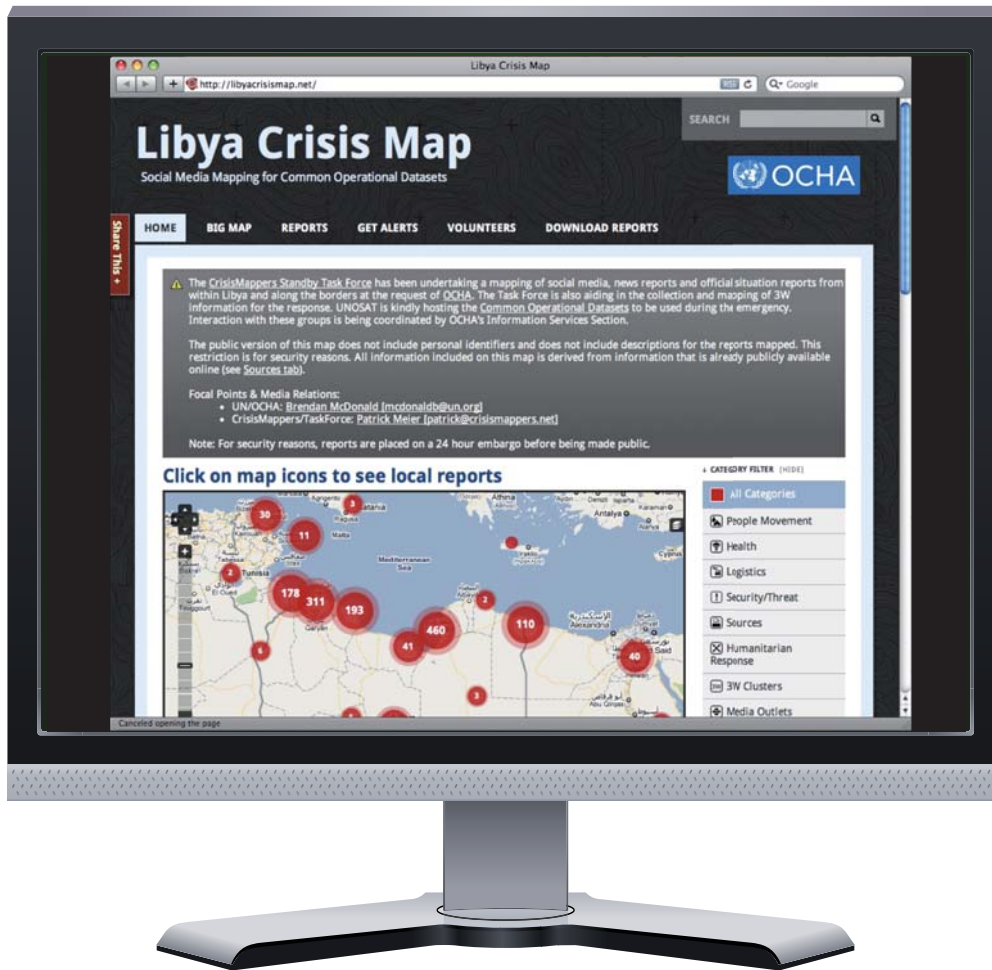 Libya Crisis Map
http://libyacrisismap.net/
RSS
Google
SEARCH
Libya Crisis Map
Social Media Mapping for Common Operational Datasets
OCHA
Share This +
HOME BIG MAP REPORTS GET ALERTS VOLUNTEERS DOWNLOAD REPORTS
The CrisisMappers Standby Task Force has been undertaking a mapping of social media, news reports and official situation reports from
within Libya and along the borders at the request of OCHA. The Task Force is also aiding in the collection and mapping of 3W
information for the response. UNOSAT is kindly hosting the Common Operational Datasets to be used during the emergency.
Interaction with these groups is being coordinated by OCHA's Information Services Section.
The public version of this map does not include personal identifiers and does not include descriptions for the reports mapped. This
restriction is for security reasons. All information included on this map is derived from information that is already publicly available
online (see Sources tab).
Focal Points & Media Relations:
• UN/OCHA: Brendan McDonald [mcdonaldb@un.org]
• CrisisMappers/TaskForce: Patrick Meier [patrick@crisismappers.net]
Note: For security reasons, reports are placed on a 24 hour embargo before being made public.
Click on map icons to see local reports
CATEGORY FILTER [HIDE]
All Categories
People Movement
Health
Logistics
Security/Threat
Sources
Humanitarian
Response
3W Clusters
Media Outlets
Agrigento
Ragusa
Malta
Athina
Antalya
Mediterranean
Sea
Tunisia
El Oued
Touggourt
Garyan
الإسكندرية
Alexandria
Said
Abu Qirqas
30
3
11
2
178
311
193
460
41
2
110
40
6
3
Canceled opening the page